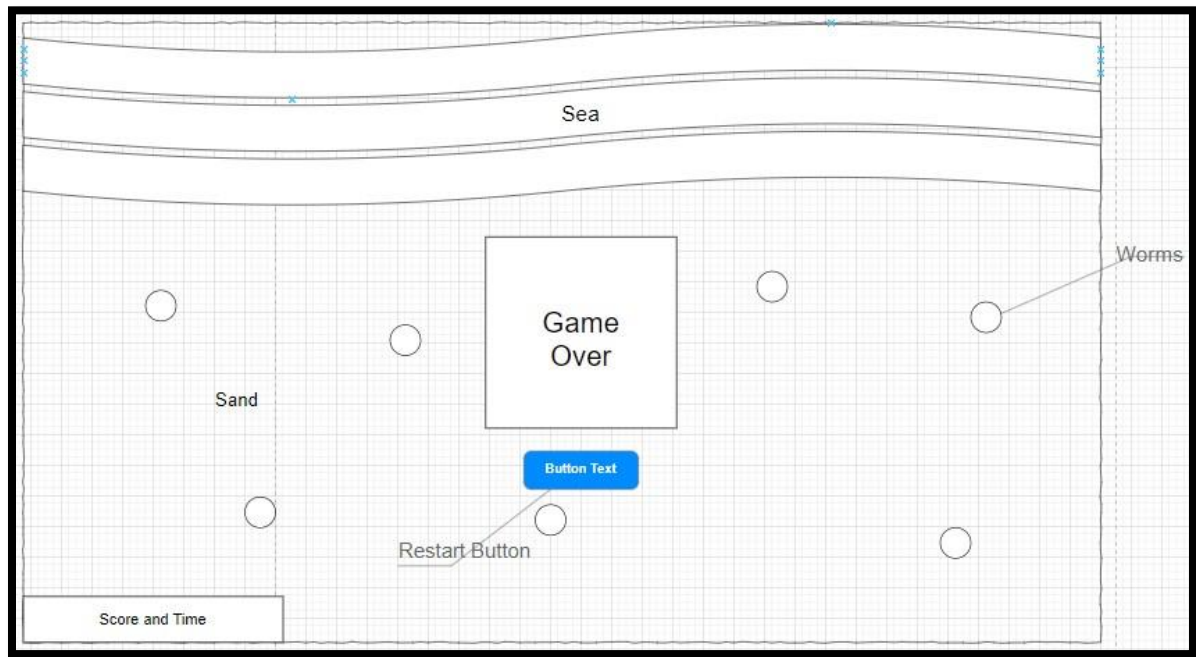 Sea
Worms
Game
Over
Sand
Button Text
Restart Button
Score and Time